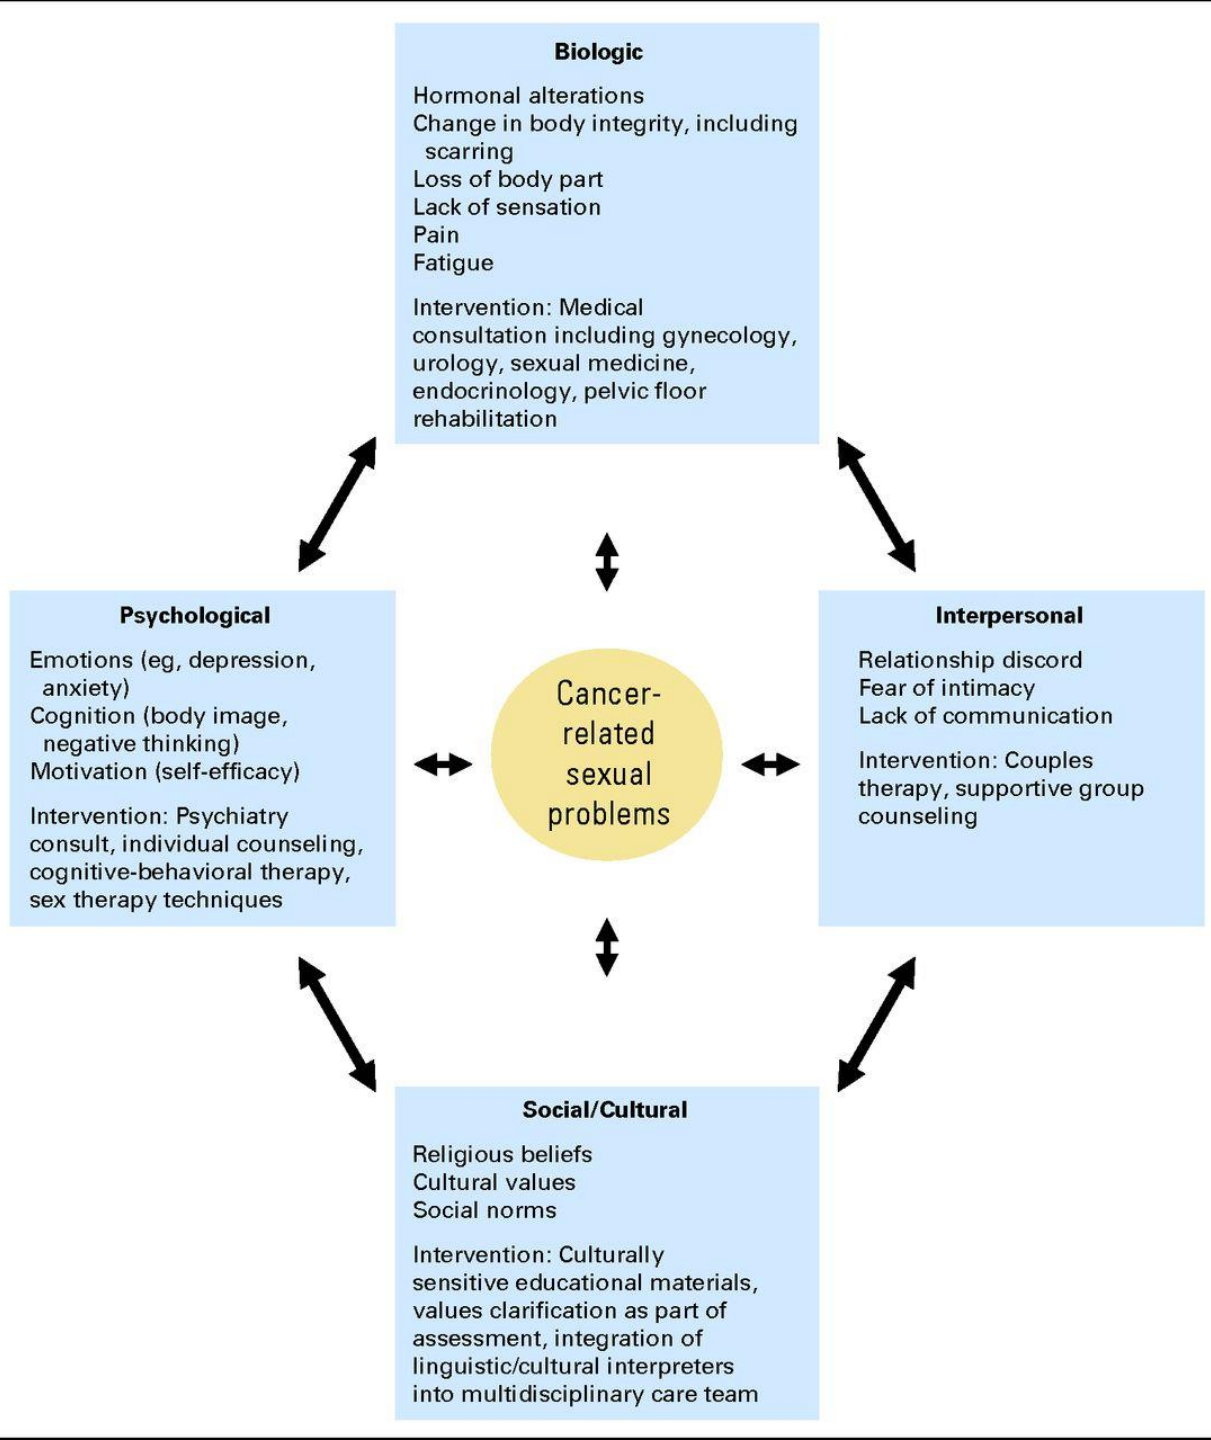 Biologic
Hormonal alterations
Change in body integrity, including
scarring
Loss of body part
Lack of sensation
Pain
Fatigue
Intervention: Medical
consultation including gynecology,
urology, sexual medicine,
endocrinology, pelvic floor
rehabilitation
Psychological
Emotions (eg, depression,
anxiety)
Cognition (body image,
negative thinking)
Motivation (self-efficacy)
Intervention: Psychiatry
consult, individual counseling,
cognitive-behavioral therapy,
sex therapy techniques
Cancer-
related
sexual
problems
Interpersonal
Relationship discord
Fear of intimacy
Lack of communication
Intervention: Couples
therapy, supportive group
counseling
Social/Cultural
Religious beliefs
Cultural values
Social norms
Intervention: Culturally
sensitive educational materials,
values clarification as part of
assessment, integration of
linguistic/cultural interpreters
into multidisciplinary care team